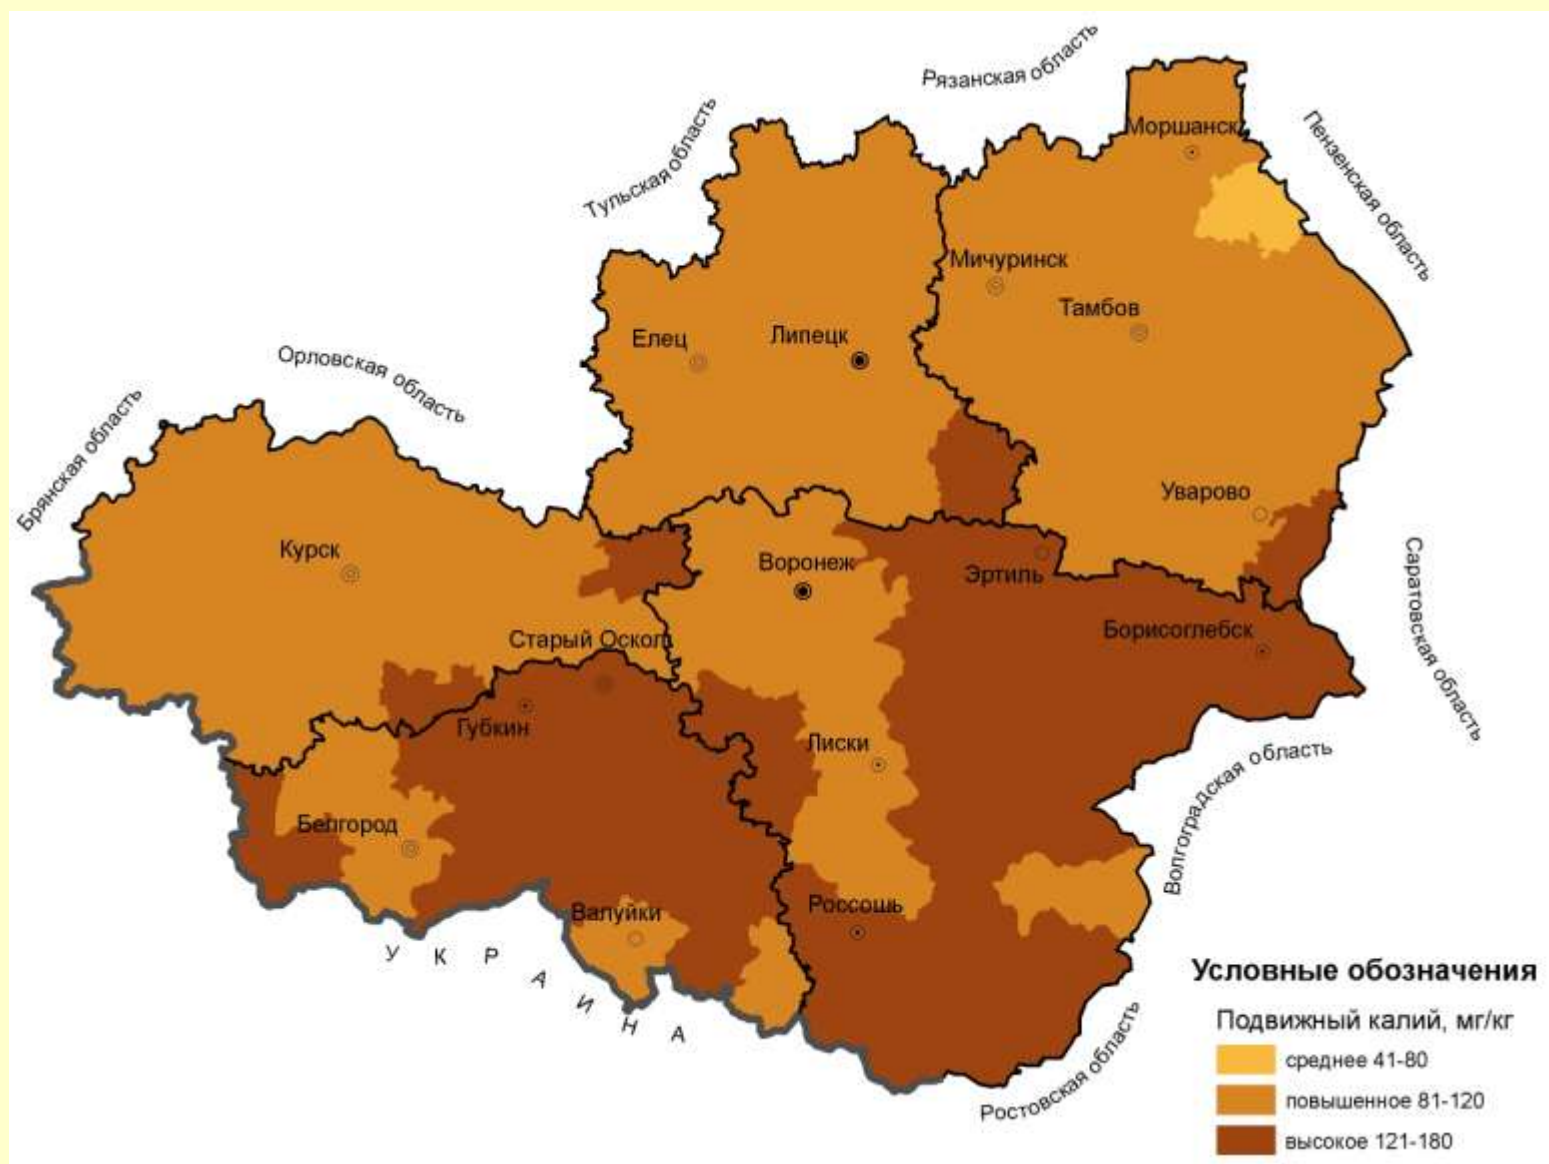 Рязанская область
Тульская область
Пензенская область
Моршанск
Мичуринск
Тамбов
Елец
Липецк
Орловская область
Брянская область
Уварово
Курск
Воронеж
Эртиль
Саратовская область
Старый Оскол
Борисоглебск
Губкин
Лиски
Волгоградская область
Белгород
Валуйки
Россошь
УКРАИНА
Ростовская область
Условные обозначения
Подвижный калий, мг/кг
среднее 41-80
повышенное 81-120
высокое 121-180